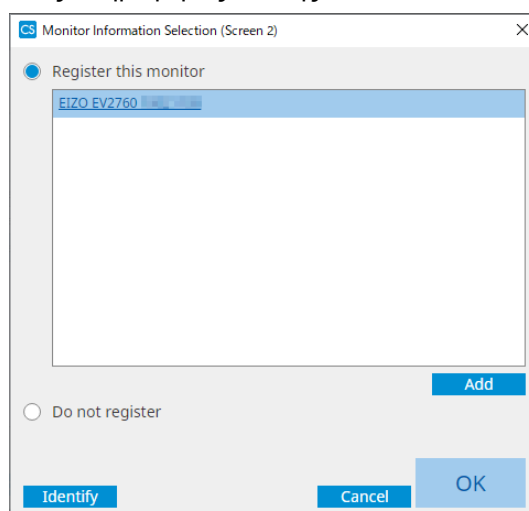 CS Monitor Information Selection (Screen 2)
Register this monitor
EIZO EV2760
Add
Do not register
OK
Identify
Cancel